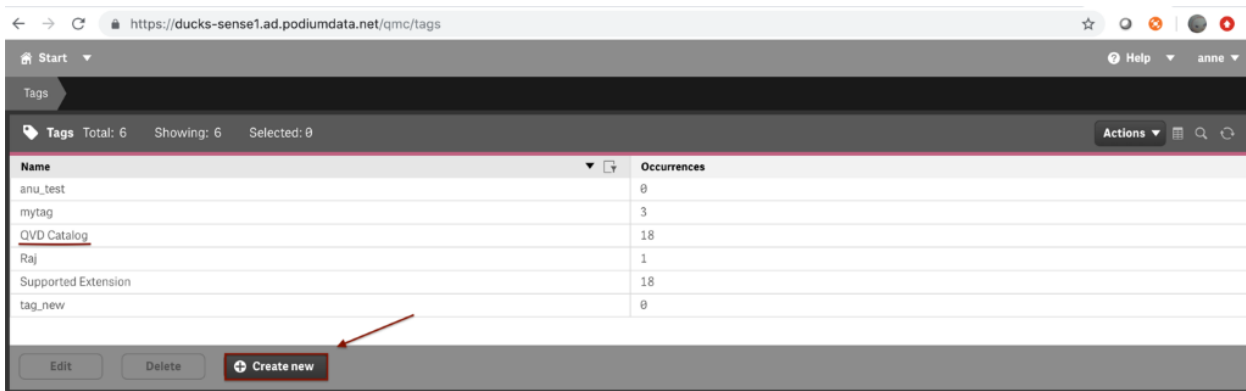 https://ducks-sense1.ad.podiumdata.net/qmc/tags
Start Help anne
Tags
Tags Total: 6 Showing: 6 Selected: 0 Actions
Name Occurrences
anu_test 0
mytag 3
QVD Catalog 18
Raj 1
Supported Extension 18
tag_new 0
Edit Delete Create new